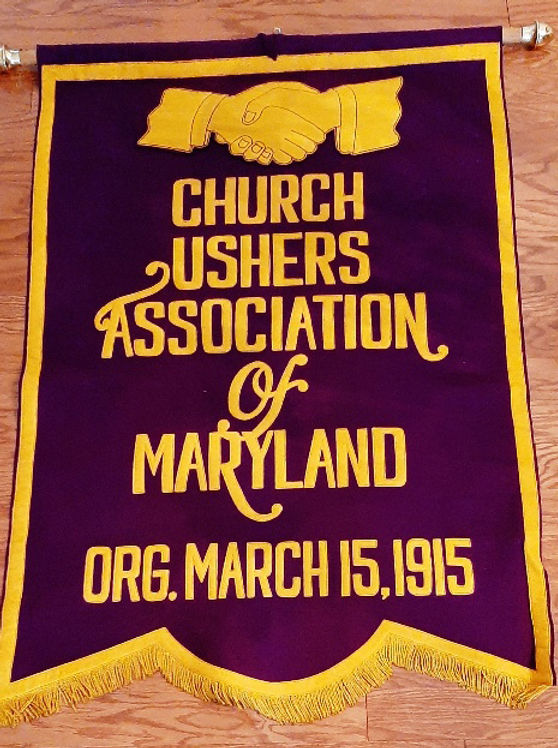 CHURCH
USHERS
ASSOCIATION
Of
MARYLAND
ORG. MARCH 15, 1915